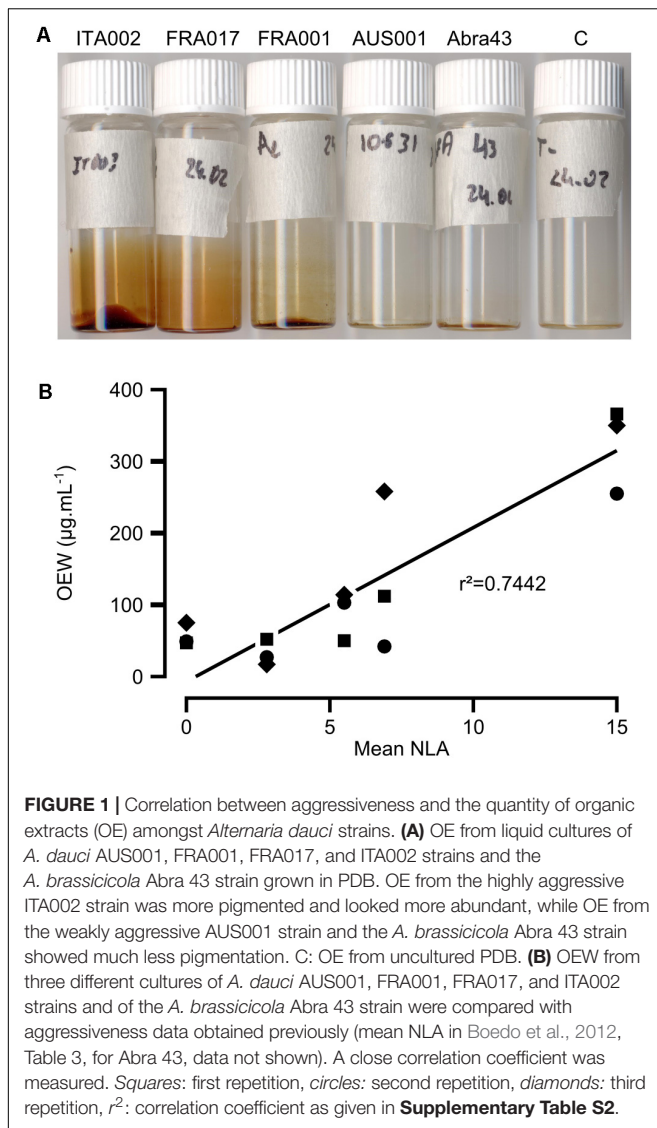 A
ITA002 FRA017 FRA001 AUS001 Abra43 C
IT003 24.02 AL 24 10631 43 T-
24.02
B
400
300
200
100
0
OEW (µg.mL-1)
r²=0.7442
0 5 10 15
Mean NLA
FIGURE 1 | Correlation between aggressiveness and the quantity of organic
extracts (OE) amongst Alternaria dauci strains. (A) OE from liquid cultures of
A. dauci AUS001, FRA001, FRA017, and ITA002 strains and the
A. brassicicola Abra 43 strain grown in PDB. OE from the highly aggressive
ITA002 strain was more pigmented and looked more abundant, while OE from
the weakly aggressive AUS001 strain and the A. brassicicola Abra 43 strain
showed much less pigmentation. C: OE from uncultured PDB. (B) OEW from
three different cultures of A. dauci AUS001, FRA001, FRA017, and ITA002
strains and of the A. brassicicola Abra 43 strain were compared with
aggressiveness data obtained previously (mean NLA in Boedo et al., 2012,
Table 3, for Abra 43, data not shown). A close correlation coefficient was
measured. Squares: first repetition, circles: second repetition, diamonds: third
repetition, r²: correlation coefficient as given in Supplementary Table S2.